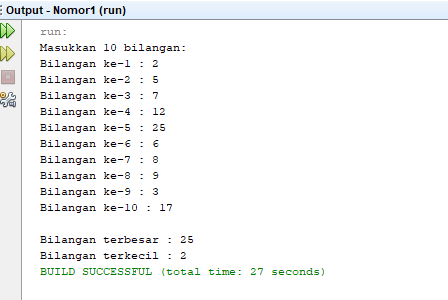 Output - Nomor1 (run)
run:
Masukkan 10 bilangan:
Bilangan ke-1 : 2
Bilangan ke-2 : 5
Bilangan ke-3 : 7
Bilangan ke-4 : 12
Bilangan ke-5 : 25
Bilangan ke-6 : 6
Bilangan ke-7 : 8
Bilangan ke-8 : 9
Bilangan ke-9 : 3
Bilangan ke-10 : 17
Bilangan terbesar : 25
Bilangan terkecil : 2
BUILD SUCCESSFUL (total time: 27 seconds)